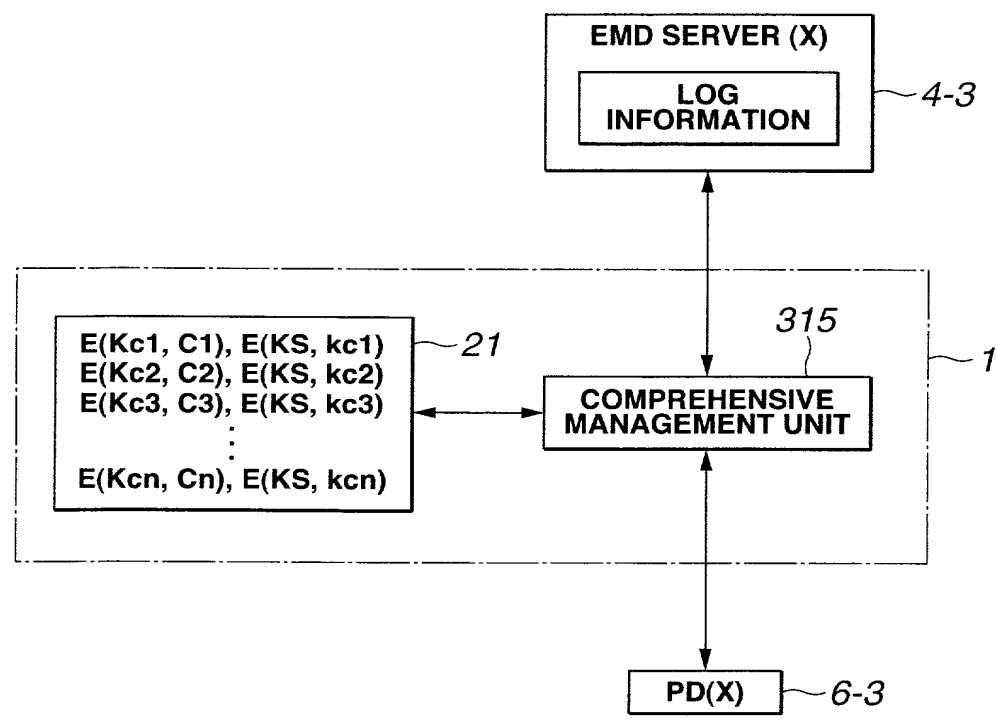 EMD SERVER (X)
LOG
INFORMATION
4-3
315
E(Kc1, C1), E(KS, kc1)
21
E(Kc2, C2), E(KS, kc2)
E(Kc3, C3), E(KS, kc3)
1
COMPREHENSIVE
MANAGEMENT UNIT
E(Kcn, Cn), E(KS, kcn)
PD(X)
6-3